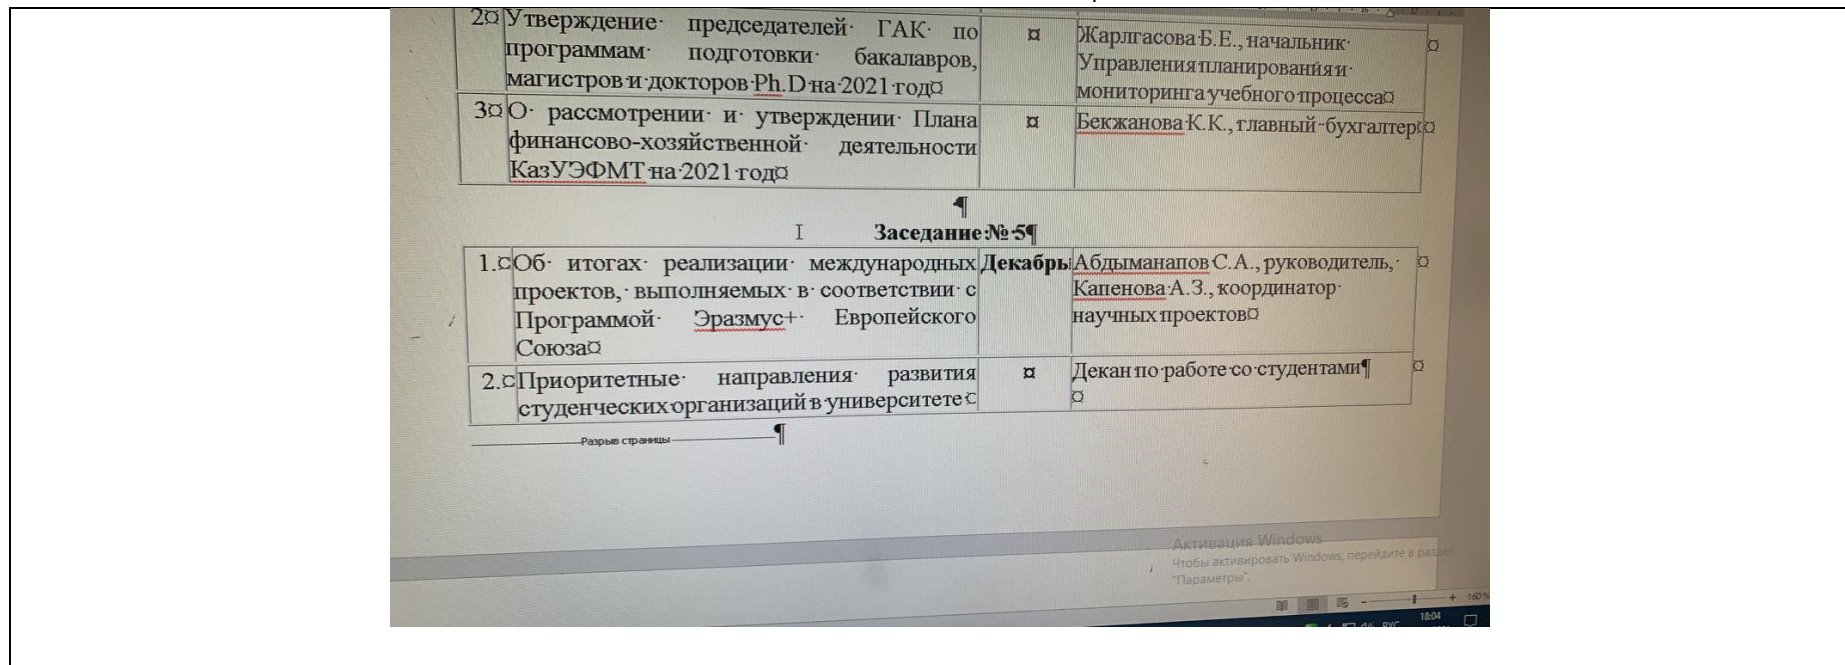 2 Утверждение председателей ГАК по
программам подготовки бакалавров,
магистров и докторов Ph.D на 2021 год
Жарлгасова Б.Е., начальник
Управления планирования и
мониторинга учебного процесса
3 О рассмотрении и утверждении Плана
финансово-хозяйственной деятельности
КазУЭФМТ на 2021 год
Бекжанова К.К., главный бухгалтер
Заседание № 5
1. Об итогах реализации международных
проектов, выполняемых в соответствии с
Программой Эразмус+ Европейского
Союза
Декабрь
Абдыманапов С.А., руководитель,
Капенова А.З., координатор
научных проектов
2. Приоритетные направления развития
студенческих организаций в университете
Декан по работе со студентами
Разрыв страницы
Активация Windows
Чтобы активировать Windows, перейдите в раздел
"Параметры".
160%
18:04
РУС